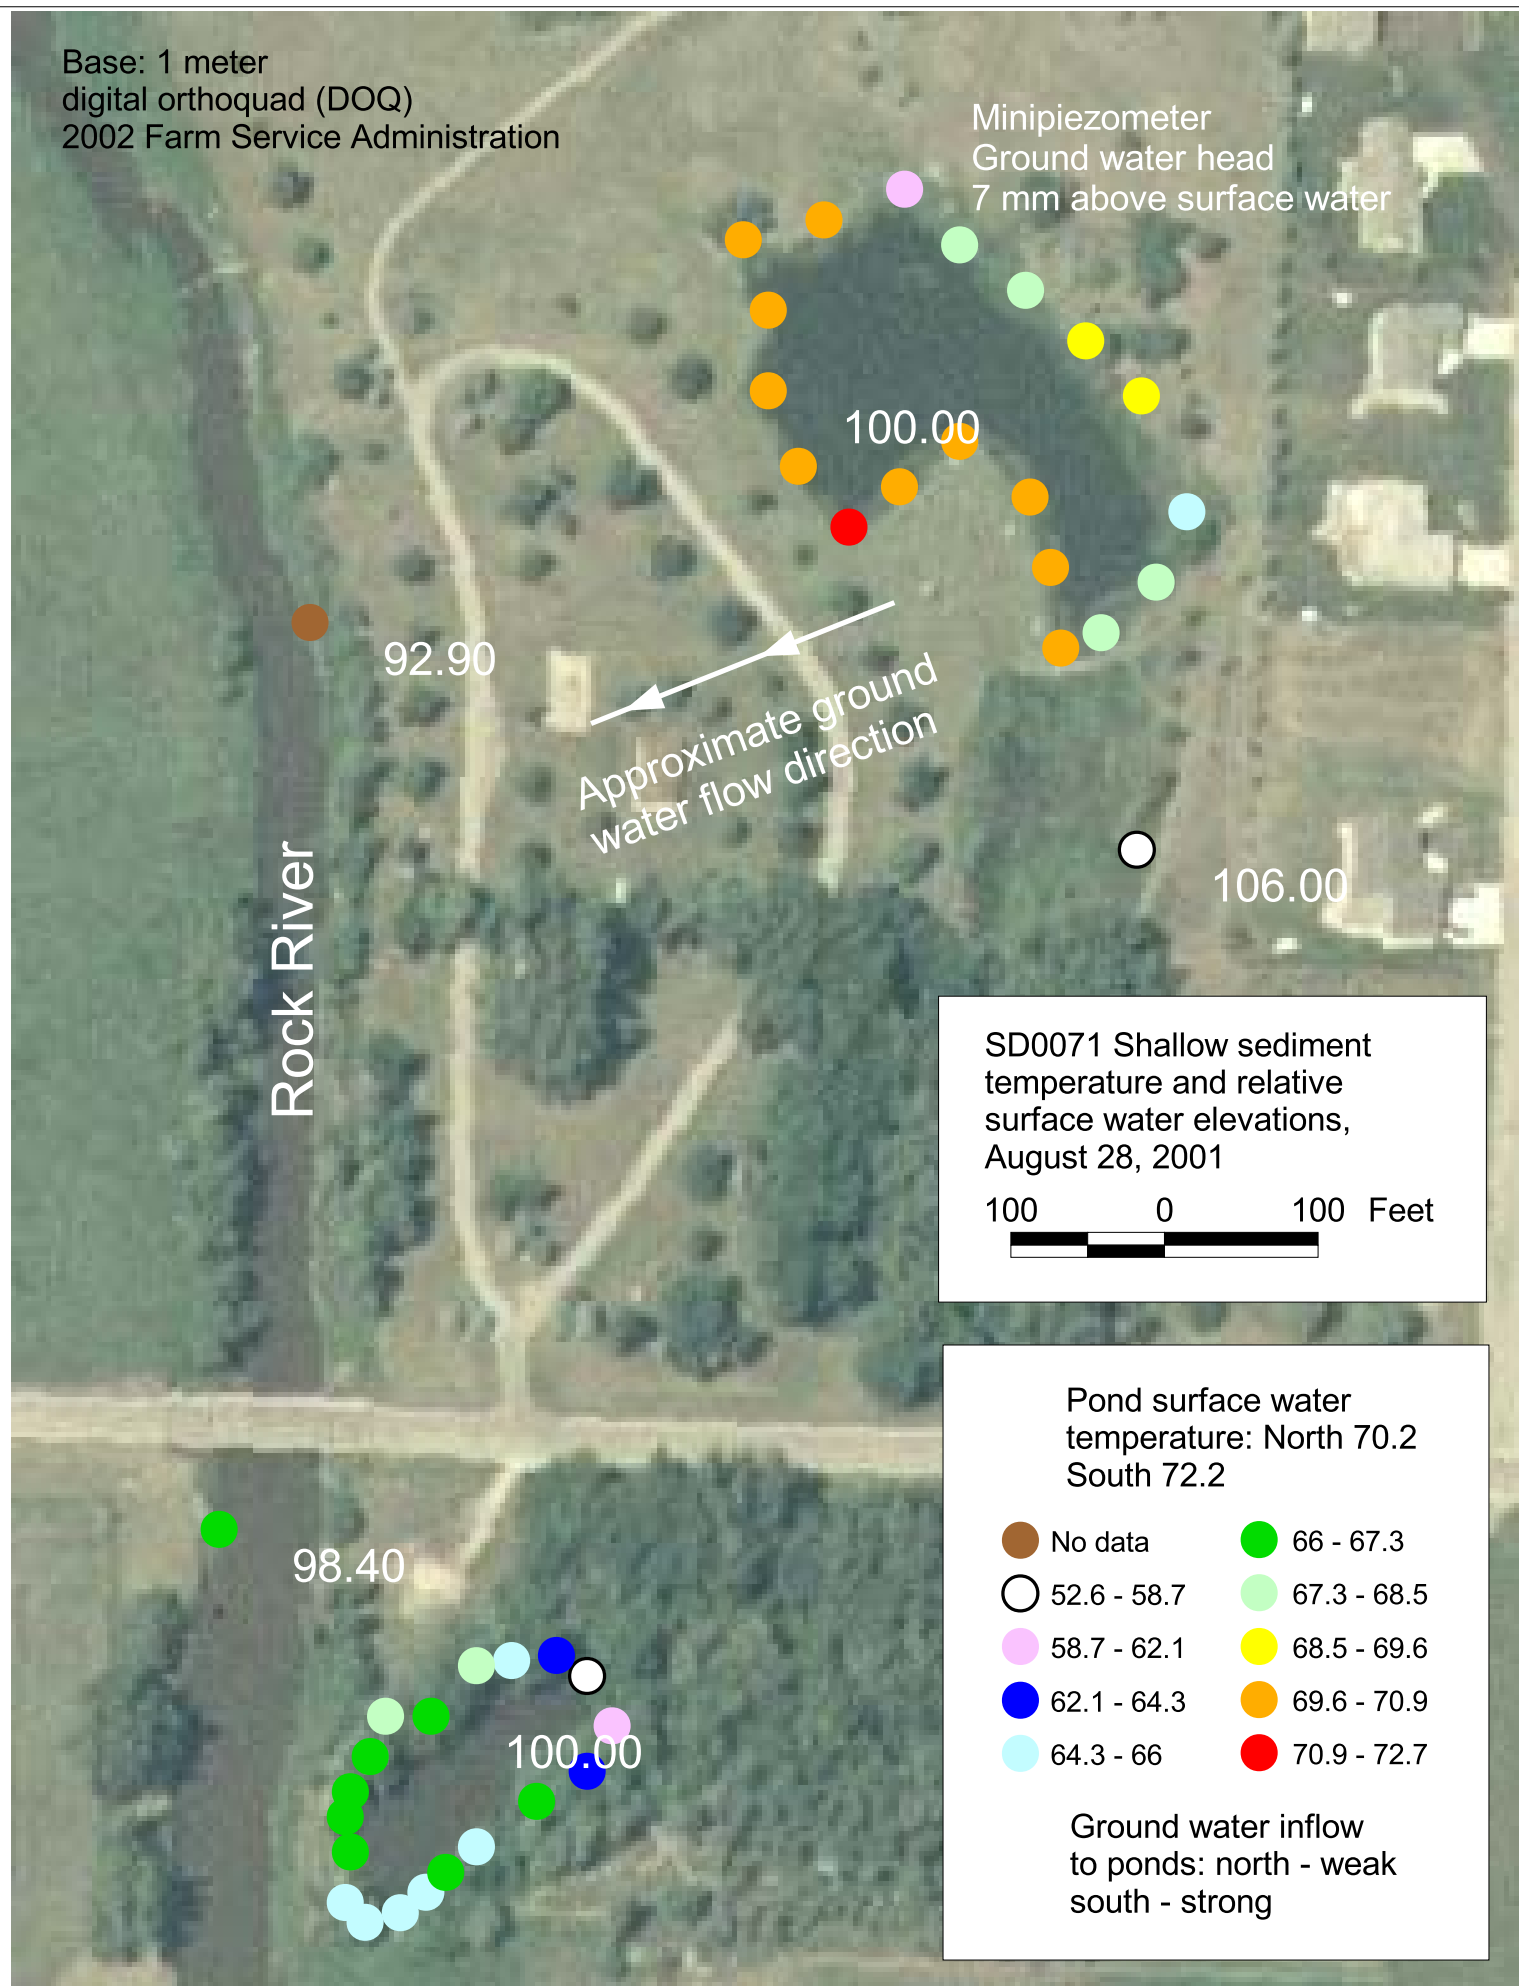 Base: 1 meter
digital orthoquad (DOQ)
2002 Farm Service Administration
Minipiezometer
Ground water head
7 mm above surface water
100.00
92.90
Approximate ground
water flow direction
106.00
Rock River
SD0071 Shallow sediment
temperature and relative
surface water elevations,
August 28, 2001
100 0 100 Feet
98.40
100.00
Pond surface water
temperature: North 70.2
South 72.2
No data
52.6 - 58.7
58.7 - 62.1
62.1 - 64.3
64.3 - 66
66 - 67.3
67.3 - 68.5
68.5 - 69.6
69.6 - 70.9
70.9 - 72.7
Ground water inflow
to ponds: north - weak
south - strong